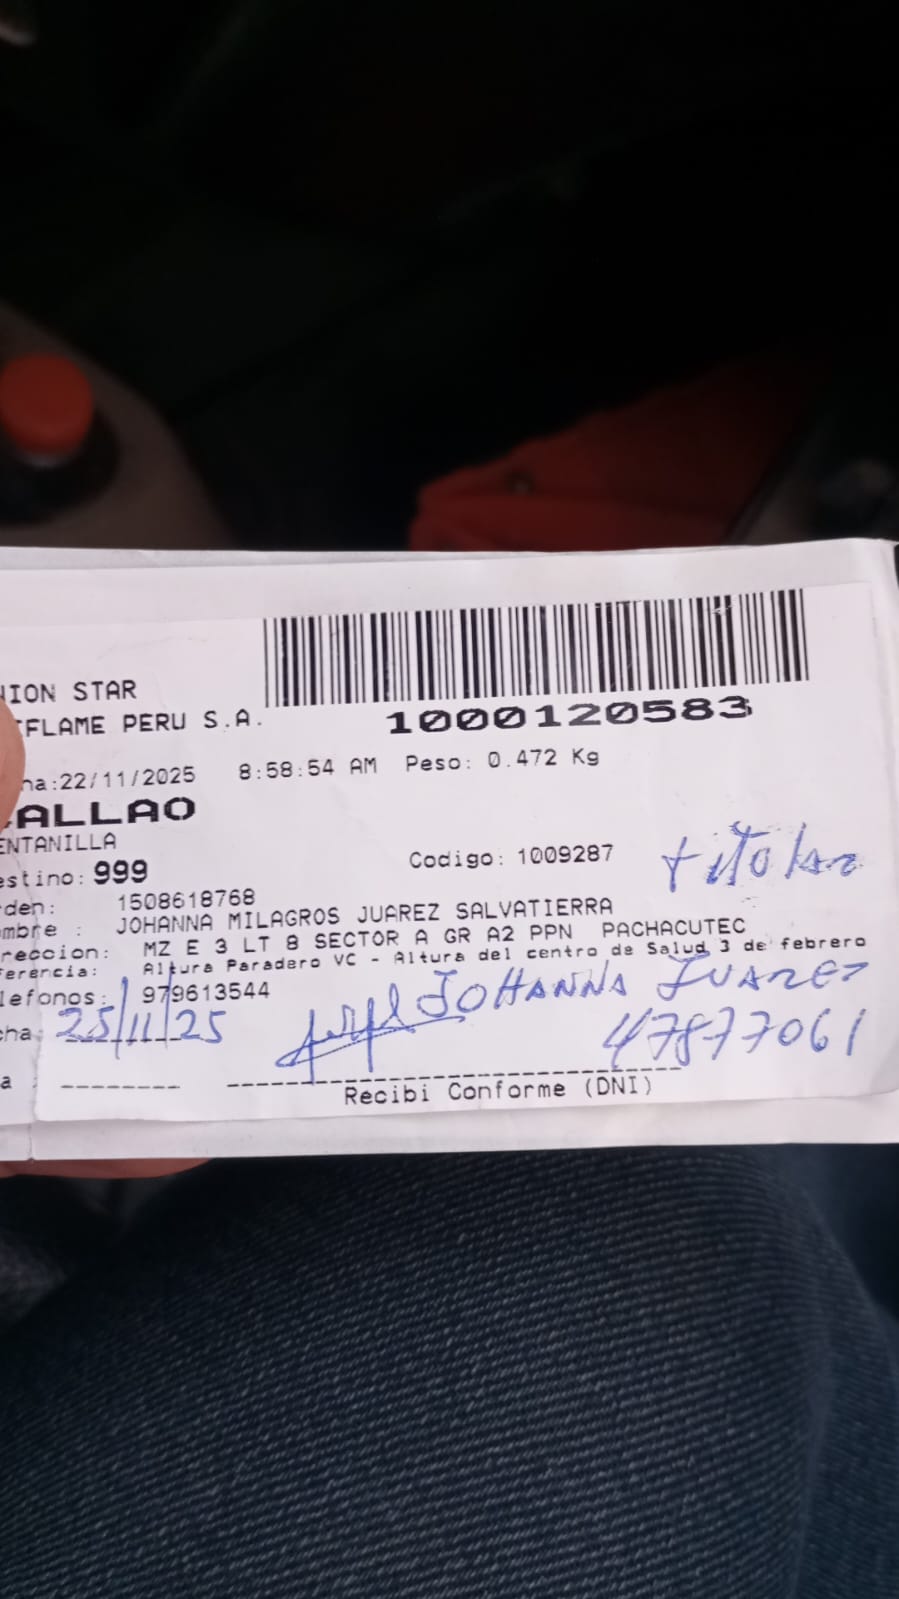 NION STAR
FLAME PERU S.A.
1000120583
ha:22/11/2025 8:58:54 AM Peso: 0.472 Kg
ALLAO
ENTANILLA
estino: 999 Codigo: 1009287 titular
den: 1508618768
mbre : JOHANNA MILAGROS JUAREZ SALVATIERRA
reccion: MZ E 3 LT 8 SECTOR A GR A2 PPN PACHACUTEC
ferencia: Altura Paradero VC - Altura del centro de Salud 3 de febrero
lefonos: 979613544
JOHANNA JUAREZ
cha: 25/11/25 47877061
a :
Recibi Conforme (DNI)